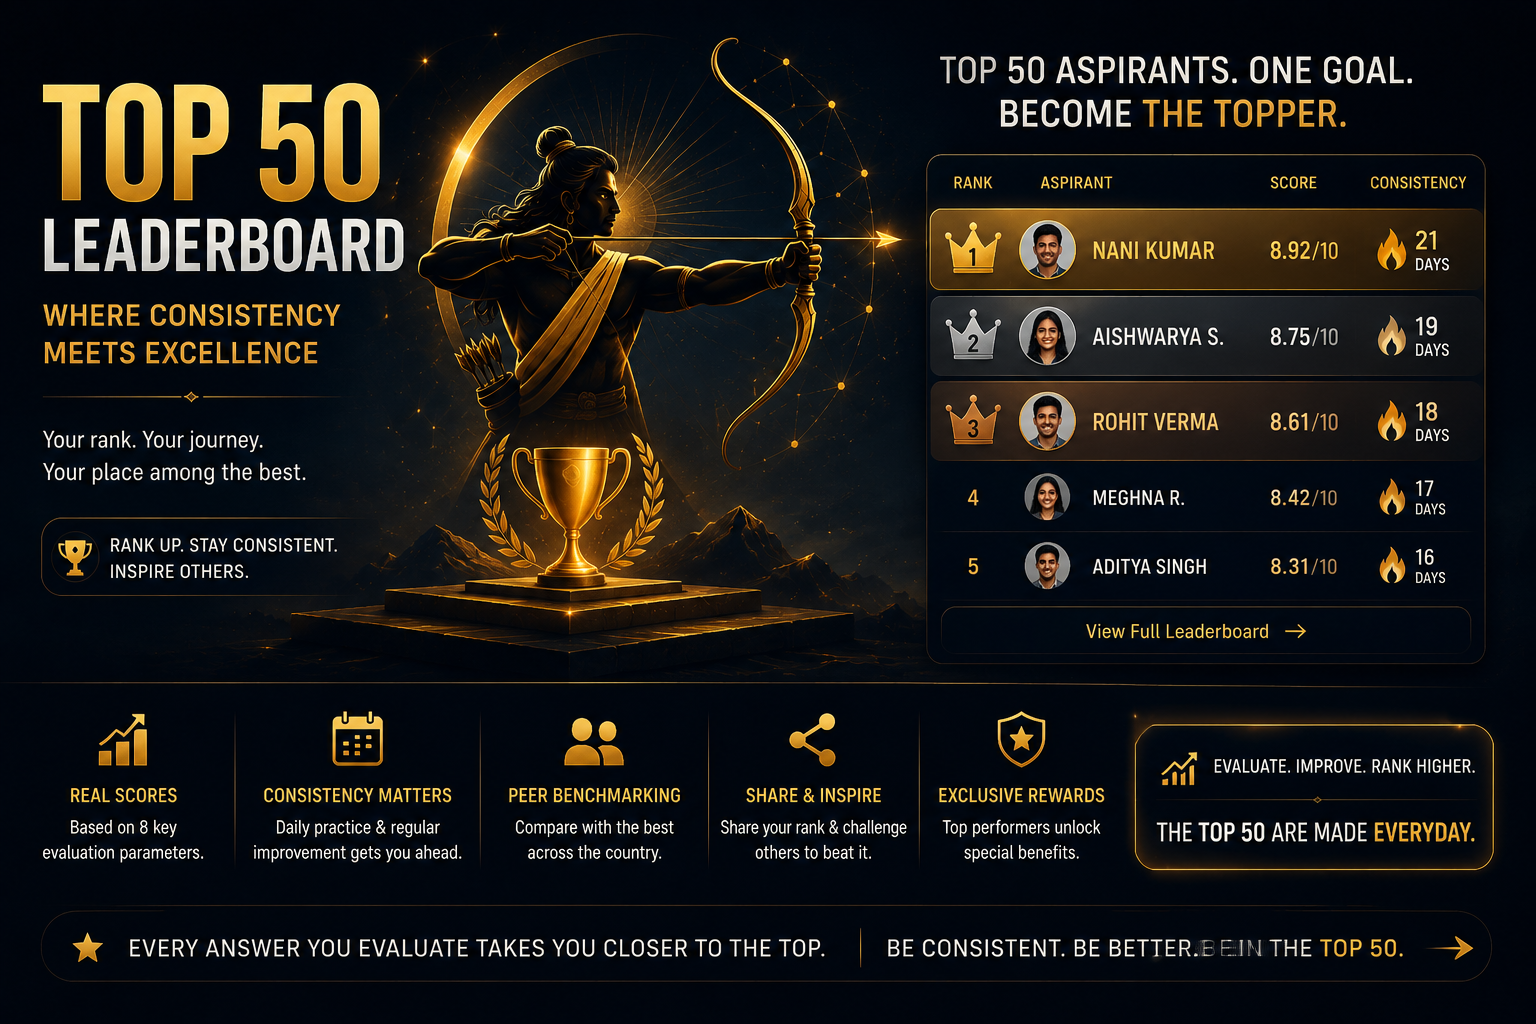 TOP 50
LEADERBOARD
WHERE CONSISTENCY
MEETS EXCELLENCE
Your rank. Your journey.
Your place among the best.
RANK UP. STAY CONSISTENT.
INSPIRE OTHERS.
TOP 50 ASPIRANTS. ONE GOAL.
BECOME THE TOPPER.
RANK ASPIRANT SCORE CONSISTENCY
1 NANI KUMAR 8.92/10 21 DAYS
2 AISHWARYA S. 8.75/10 19 DAYS
3 ROHIT VERMA 8.61/10 18 DAYS
4 MEGHNA R. 8.42/10 17 DAYS
5 ADITYA SINGH 8.31/10 16 DAYS
View Full Leaderboard →
REAL SCORES
Based on 8 key
evaluation parameters.
CONSISTENCY MATTERS
Daily practice & regular
improvement gets you ahead.
PEER BENCHMARKING
Compare with the best
across the country.
SHARE & INSPIRE
Share your rank & challenge
others to beat it.
EXCLUSIVE REWARDS
Top performers unlock
special benefits.
EVALUATE. IMPROVE. RANK HIGHER.
THE TOP 50 ARE MADE EVERYDAY.
EVERY ANSWER YOU EVALUATE TAKES YOU CLOSER TO THE TOP.
BE CONSISTENT. BE BETTER. THE TOP 50.